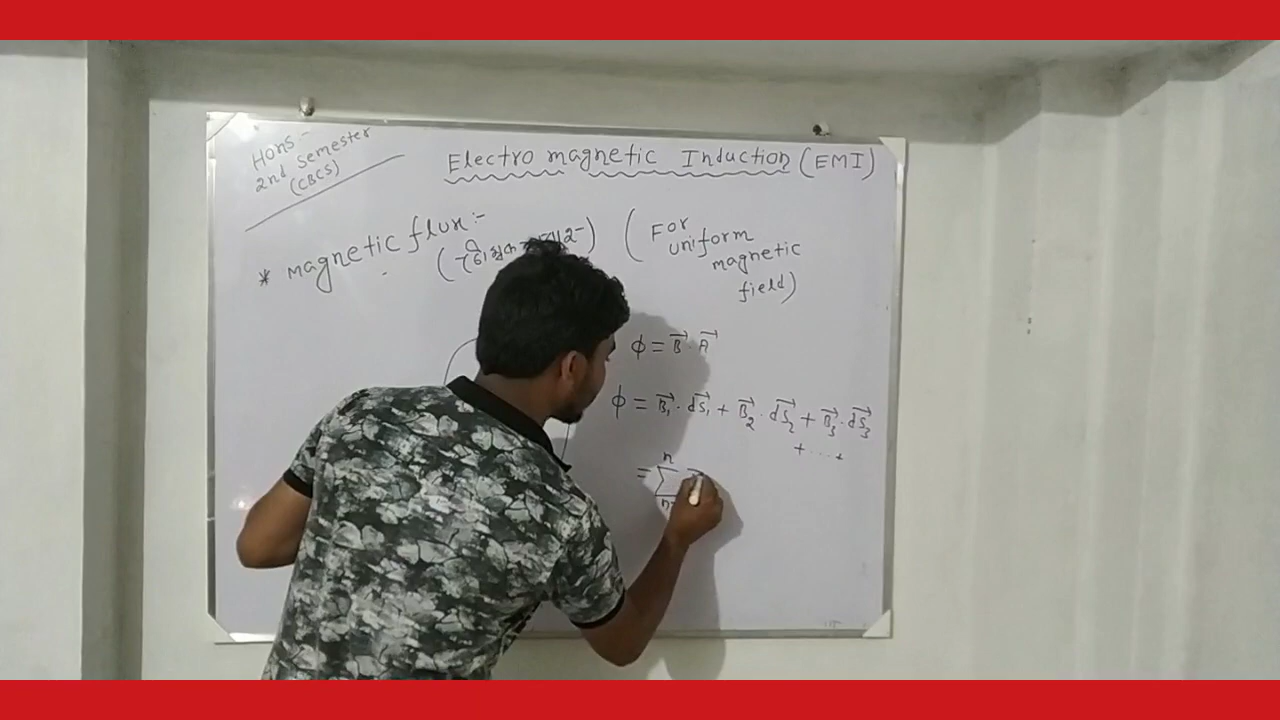 Hons -
2nd Semester
(CBCS)
Electro magnetic Induction (EMI)
* magnetic flux :-
(For
uniform
magnetic
field)
ϕ = B⃗ . A⃗
ϕ = B⃗₁ . dS⃗₁ + B⃗₂ . dS⃗₂ + B⃗₃ . dS⃗₃
+ ... +
= Σ n